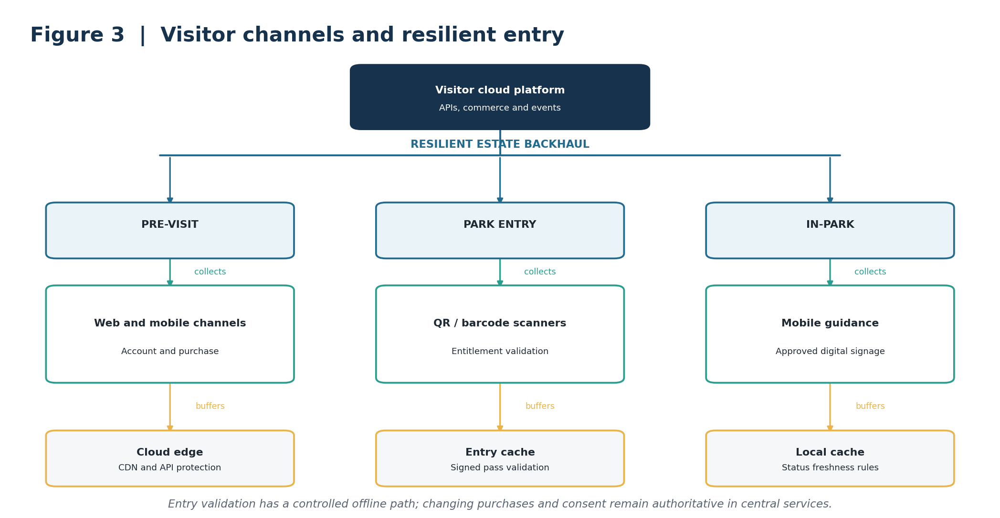 Figure 3 | Visitor channels and resilient entry
Visitor cloud platform
APIs, commerce and events
RESILIENT ESTATE BACKHAUL
PRE-VISIT
PARK ENTRY
IN-PARK
collects
collects
collects
Web and mobile channels
Account and purchase
QR / barcode scanners
Entitlement validation
Mobile guidance
Approved digital signage
buffers
buffers
buffers
Cloud edge
CDN and API protection
Entry cache
Signed pass validation
Local cache
Status freshness rules
Entry validation has a controlled offline path; changing purchases and consent remain authoritative in central services.